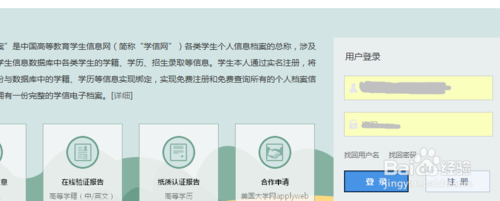 案”是中国高等教育学生信息网（简称“学信网”）各类学生个人信息档案的总称，涉及
学生信息数据库中各类学生的学籍、学历、招生录取等信息。学生本人通过实名注册，将
份与数据库中的学籍、学历等信息实现绑定，实现免费注册和免费查询所有的个人档案信
拥有一份完整的学信电子档案。[详细]
用户登录
找回用户名 找回密码
登 录 注 册
信息
在线验证报告
高等学籍（中/英文）
纸质认证报告
高等学历
合作申请
美国大学网applyweb
Baidu 经验
jingyan.baidu.com